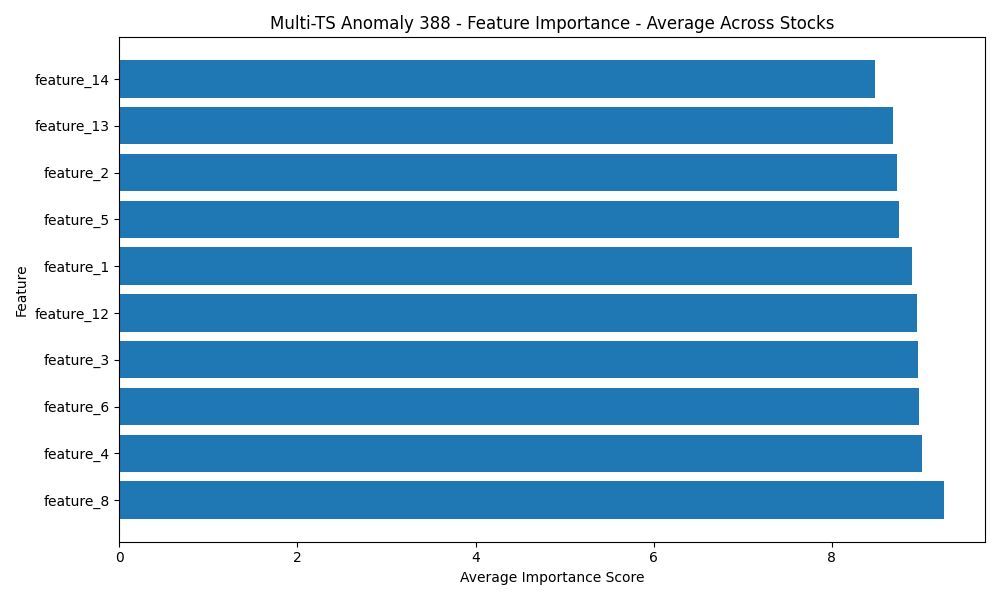 Multi-TS Anomaly 388 - Feature Importance - Average Across Stocks
feature_14
feature_13
feature_2
feature_5
feature_1
feature_12
feature_3
feature_6
feature_4
feature_8
Feature
0 2 4 6 8
Average Importance Score